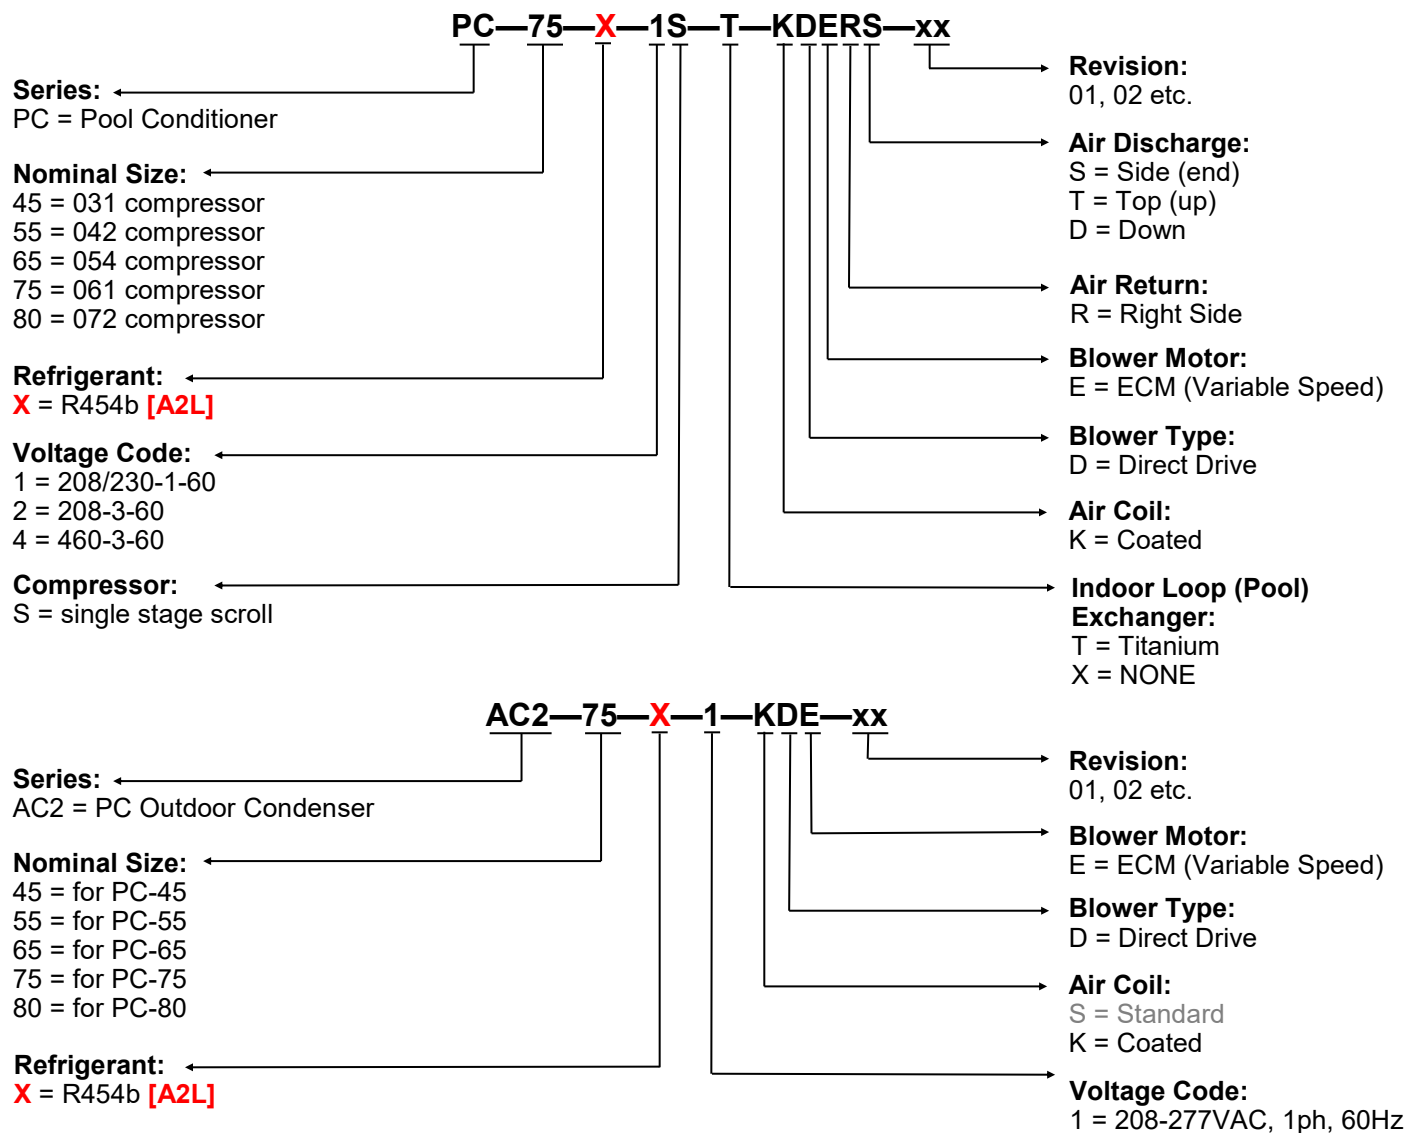 PC—75—X—1S—T—KDERS—xx
Series:
PC = Pool Conditioner
Nominal Size:
45 = 031 compressor
55 = 042 compressor
65 = 054 compressor
75 = 061 compressor
80 = 072 compressor
Refrigerant:
X = R454b [A2L]
Voltage Code:
1 = 208/230-1-60
2 = 208-3-60
4 = 460-3-60
Compressor:
S = single stage scroll
Revision:
01, 02 etc.
Air Discharge:
S = Side (end)
T = Top (up)
D = Down
Air Return:
R = Right Side
Blower Motor:
E = ECM (Variable Speed)
Blower Type:
D = Direct Drive
Air Coil:
K = Coated
Indoor Loop (Pool)
Exchanger:
T = Titanium
X = NONE
AC2—75—X—1—KDE—xx
Series:
AC2 = PC Outdoor Condenser
Nominal Size:
45 = for PC-45
55 = for PC-55
65 = for PC-65
75 = for PC-75
80 = for PC-80
Refrigerant:
X = R454b [A2L]
Revision:
01, 02 etc.
Blower Motor:
E = ECM (Variable Speed)
Blower Type:
D = Direct Drive
Air Coil:
S = Standard
K = Coated
Voltage Code:
1 = 208-277VAC, 1ph, 60Hz